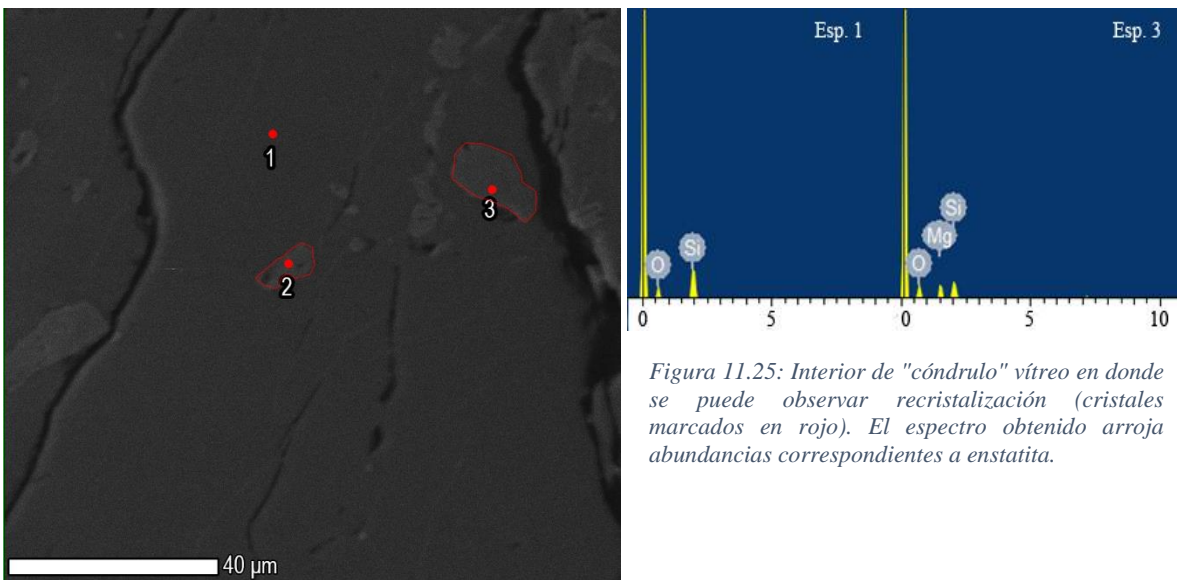 1
2
3
40 µm
Esp. 1
Esp. 3
O
Si
O
Mg
Si
0
5
0
5
10
Figura 11.25: Interior de "cóndrulo" vítreo en donde
se puede observar recristalización (cristales
marcados en rojo). El espectro obtenido arroja
abundancias correspondientes a enstatita.